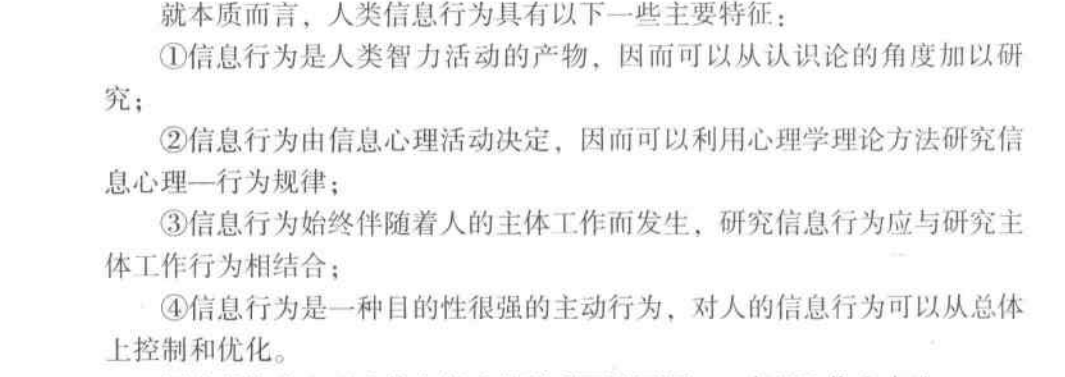 就本质而言，人类信息行为具有以下一些主要特征：
①信息行为是人类智力活动的产物，因而可以从认识论的角度加以研
究；
②信息行为由信息心理活动决定，因而可以利用心理学理论方法研究信
息心理—行为规律；
③信息行为始终伴随着人的主体工作而发生，研究信息行为应与研究主
体工作行为相结合；
④信息行为是一种目的性很强的主动行为，对人的信息行为可以从总体
上控制和优化。